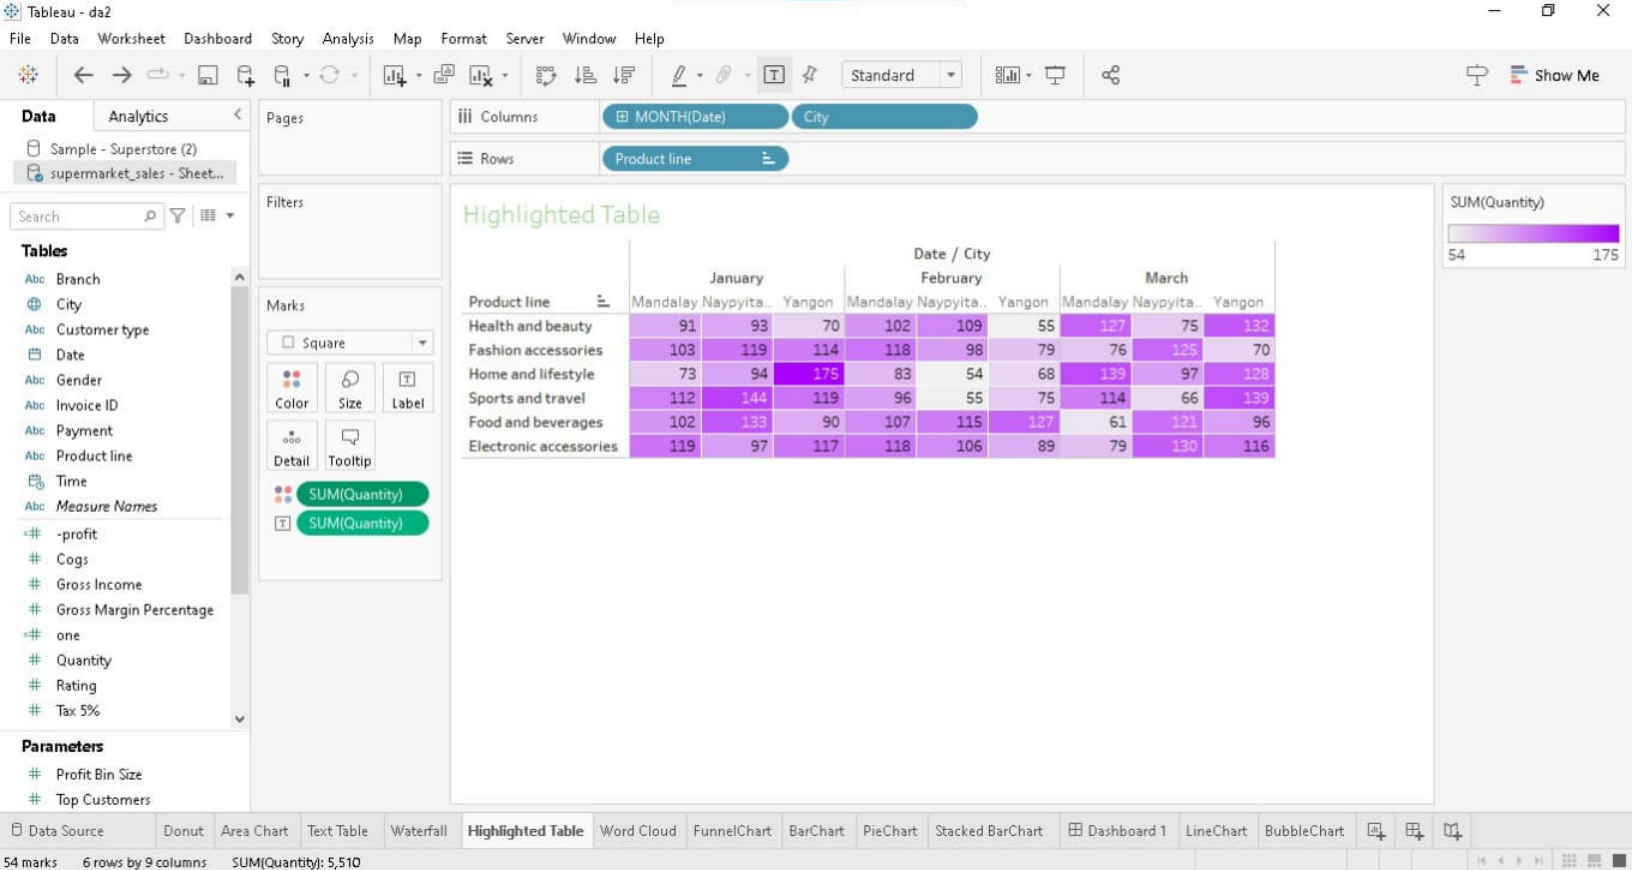 Tableau - da2
File Data Worksheet Dashboard Story Analysis Map Format Server Window Help
Standard
Show Me
Data Analytics
Sample - Superstore (2)
supermarket_sales - Sheet...
Search
Tables
Abc Branch
City
Abc Customer type
Date
Abc Gender
Abc Invoice ID
Abc Payment
Abc Product line
Time
Abc Measure Names
=# -profit
# Cogs
# Gross Income
# Gross Margin Percentage
=# one
# Quantity
# Rating
# Tax 5%
Parameters
# Profit Bin Size
# Top Customers
Pages
Filters
Marks
Square
Color Size Label
Detail Tooltip
SUM(Quantity)
SUM(Quantity)
Columns MONTH(Date) City
Rows Product line
Highlighted Table
Date / City
January February March
Product line Mandalay Naypyita.. Yangon Mandalay Naypyita.. Yangon Mandalay Naypyita.. Yangon
Health and beauty 91 93 70 102 109 55 127 75 132
Fashion accessories 103 119 114 118 98 79 76 125 70
Home and lifestyle 73 94 175 83 54 68 139 97 128
Sports and travel 112 144 119 96 55 75 114 66 139
Food and beverages 102 133 90 107 115 127 61 121 96
Electronic accessories 119 97 117 118 106 89 79 130 116
SUM(Quantity)
54 175
Data Source Donut Area Chart Text Table Waterfall Highlighted Table Word Cloud FunnelChart BarChart PieChart Stacked BarChart Dashboard 1 LineChart BubbleChart
54 marks 6 rows by 9 columns SUM(Quantity): 5,510